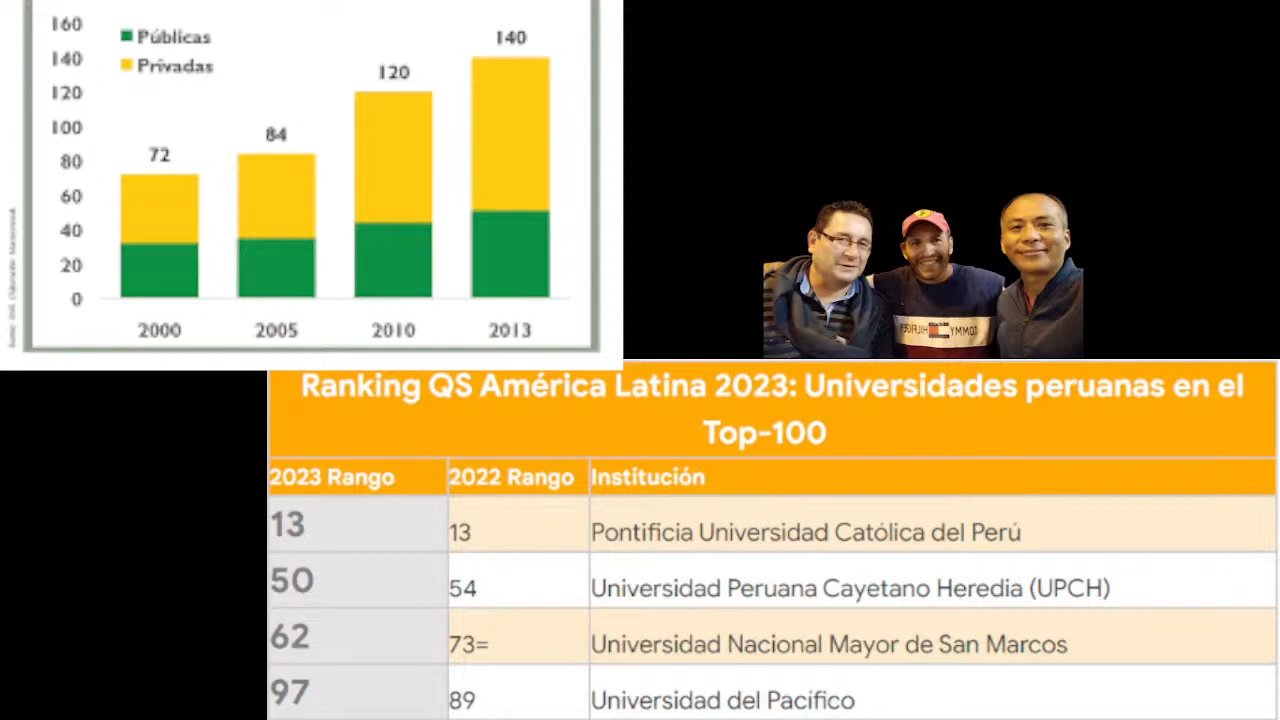 160
Públicas
140
Privadas
120
100
80
60
40
20
0
72
84
120
140
2000
2005
2010
2013
TOMMY HILFIGER
Ranking QS América Latina 2023: Universidades peruanas en el
Top-100
2023 Rango 2022 Rango Institución
13 13 Pontificia Universidad Católica del Perú
50 54 Universidad Peruana Cayetano Heredia (UPCH)
62 73= Universidad Nacional Mayor de San Marcos
97 89 Universidad del Pacífico